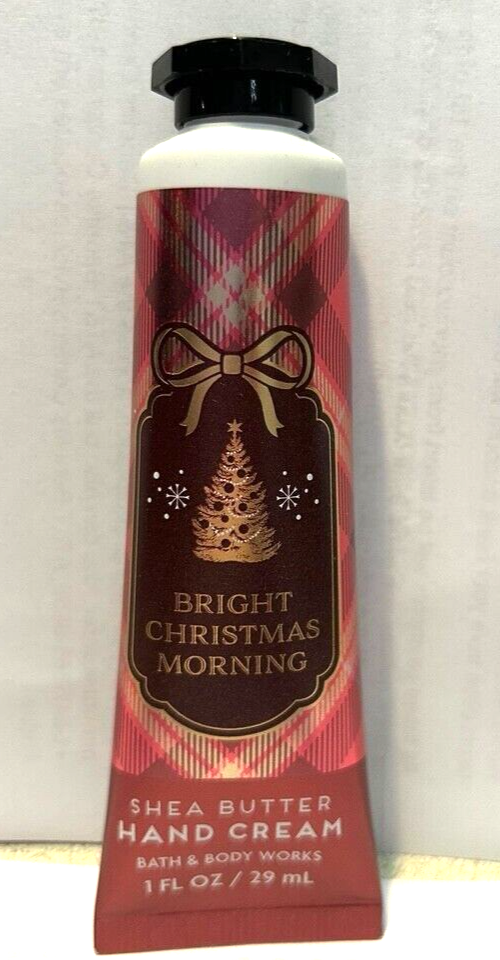 BRIGHT
CHRISTMAS
MORNING
SHEA BUTTER
HAND CREAM
BATH & BODY WORKS
1 FL OZ / 29 mL